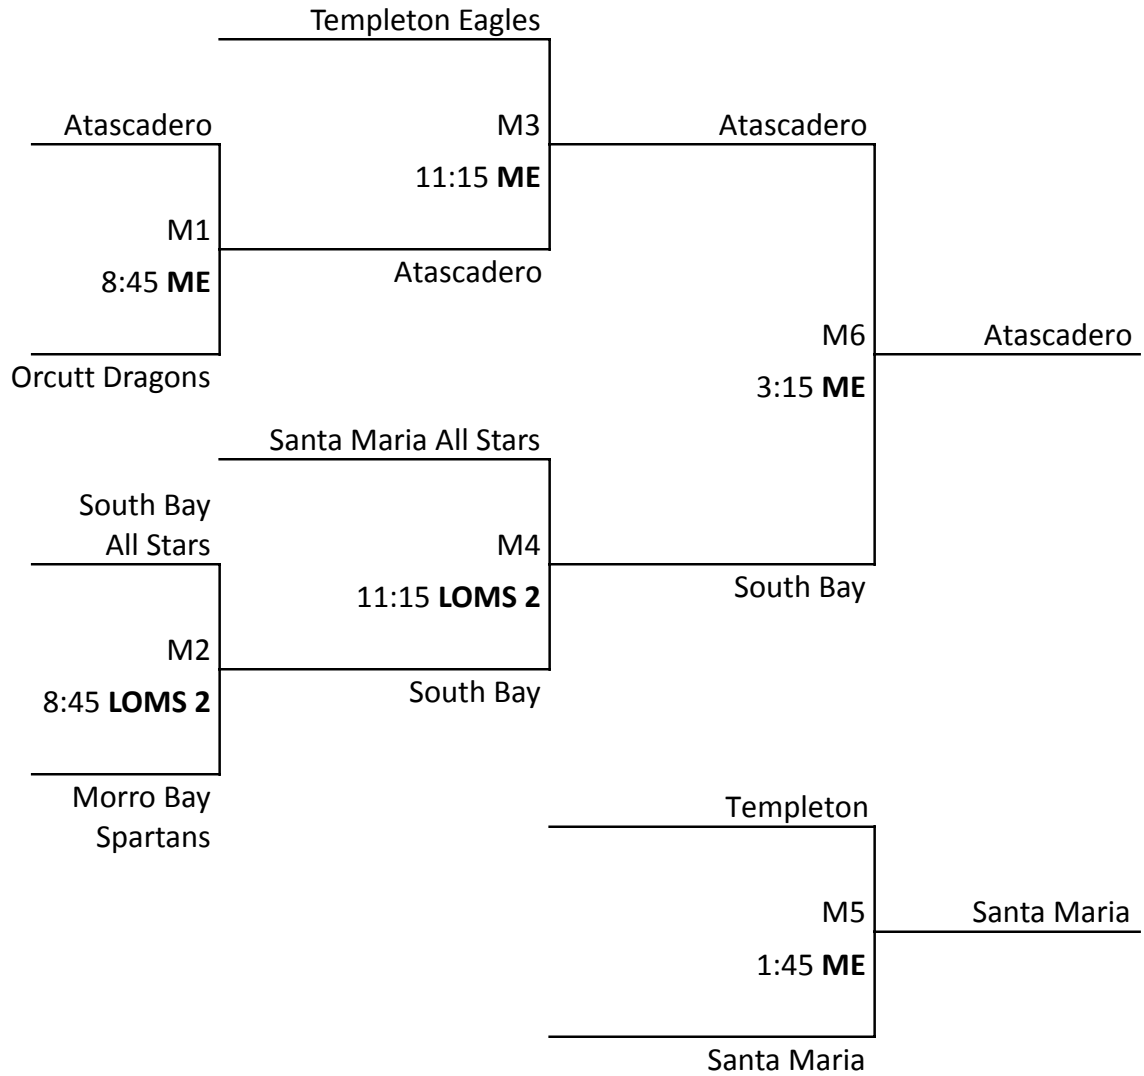 Templeton Eagles
Atascadero
M3
Atascadero
11:15 ME
M1
Atascadero
8:45 ME
M6
Atascadero
Orcutt Dragons
3:15 ME
Santa Maria All Stars
South Bay
All Stars
M4
South Bay
11:15 LOMS 2
M2
South Bay
8:45 LOMS 2
Morro Bay
Spartans
Templeton
M5
Santa Maria
1:45 ME
Santa Maria